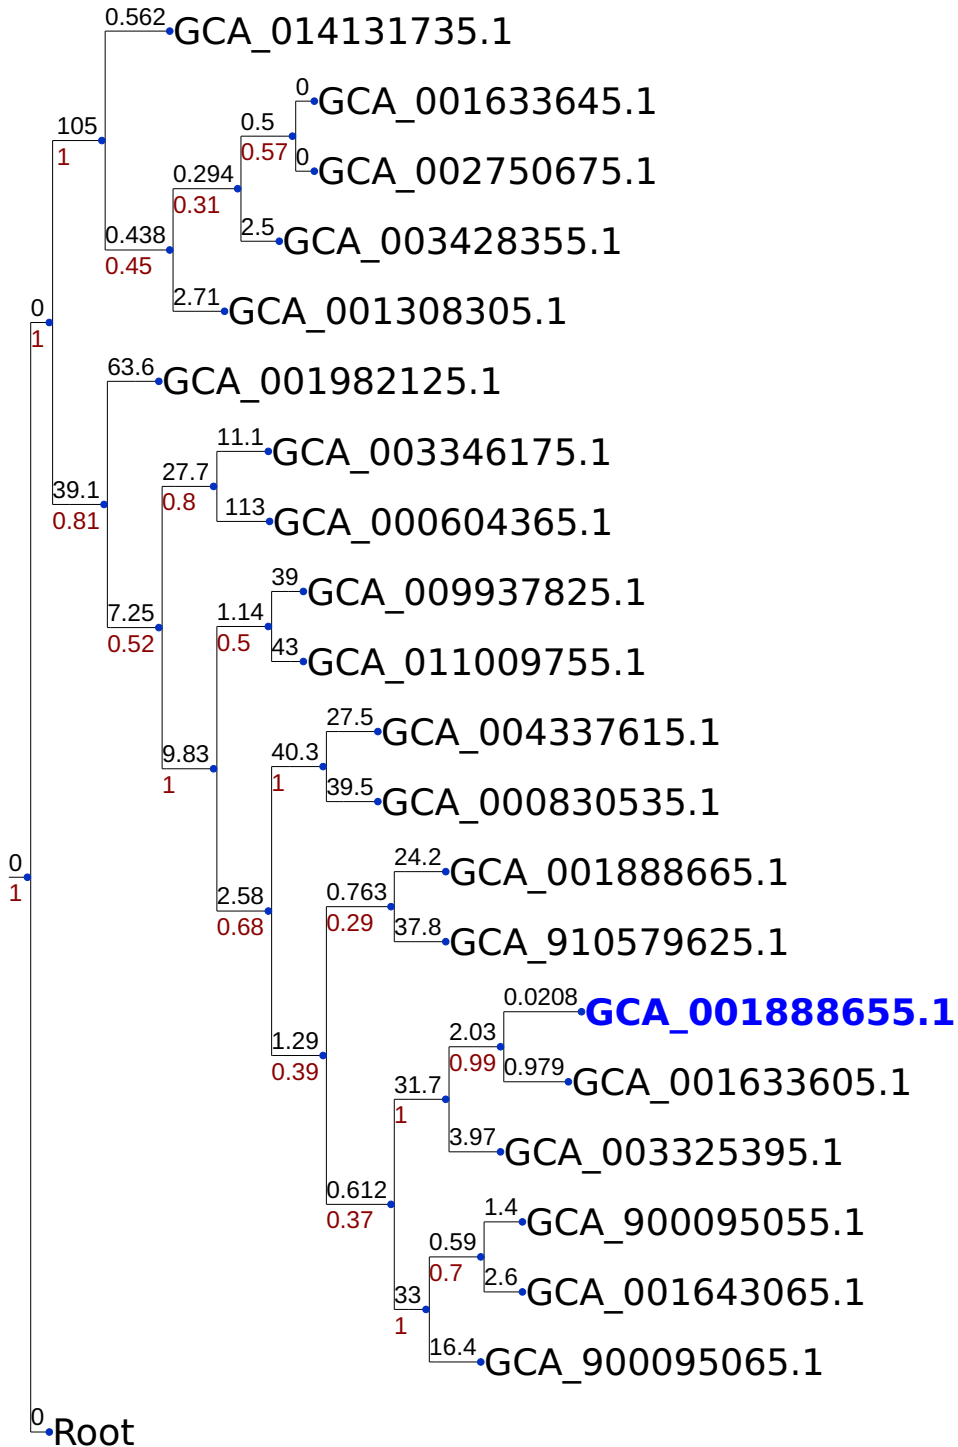 0.562
GCA_014131735.1
0
GCA_001633645.1
105
0.5
1
0.57
0
GCA_002750675.1
0.294
0.31
2.5
GCA_003428355.1
0.438
0.45
2.71
GCA_001308305.1
0
1
63.6
GCA_001982125.1
11.1
GCA_003346175.1
27.7
39.1
0.8
0.81
113
GCA_000604365.1
39
GCA_009937825.1
7.25
1.14
0.52
0.5
43
GCA_011009755.1
27.5
GCA_004337615.1
9.83
40.3
1
1
39.5
GCA_000830535.1
0
24.2
GCA_001888665.1
1
2.58
0.763
0.68
0.29
37.8
GCA_910579625.1
0.0208
GCA_001888655.1
1.29
2.03
0.39
0.99
0.979
GCA_001633605.1
31.7
1
3.97
GCA_003325395.1
0.612
0.37
1.4
GCA_900095055.1
0.59
0.7
2.6
GCA_001643065.1
33
1
16.4
GCA_900095065.1
0
Root